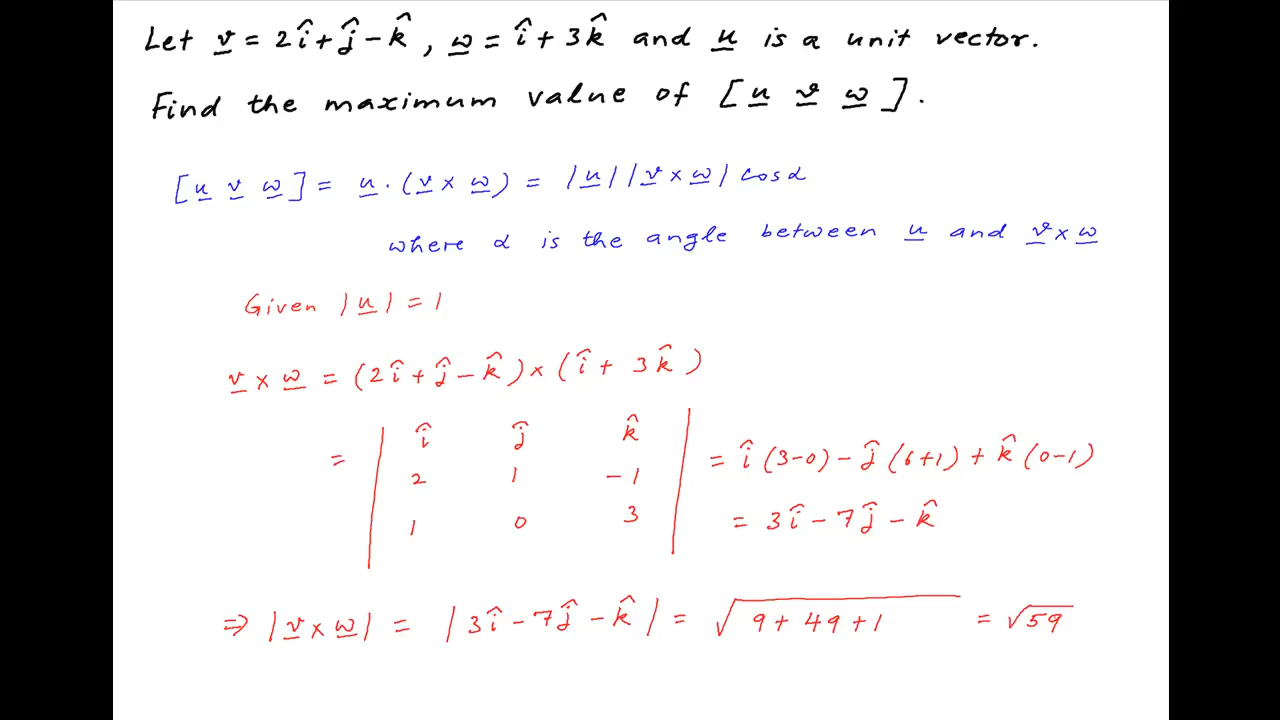 Let v = 2î + ĵ - k̂, w = î + 3k̂ and u is a unit vector.
Find the maximum value of [u v w].
[u v w] = u · (v × w) = |u| |v × w| cos α
where α is the angle between u and v × w
Given |u| = 1
v × w = (2î + ĵ - k̂) × (î + 3k̂)
= | î ĵ k̂ |
| 2 1 -1 | = î(3-0) - ĵ(6+1) + k̂(0-1)
| 1 0 3 | = 3î - 7ĵ - k̂
⇒ |v × w| = |3î - 7ĵ - k̂| = √(9+49+1) = √59